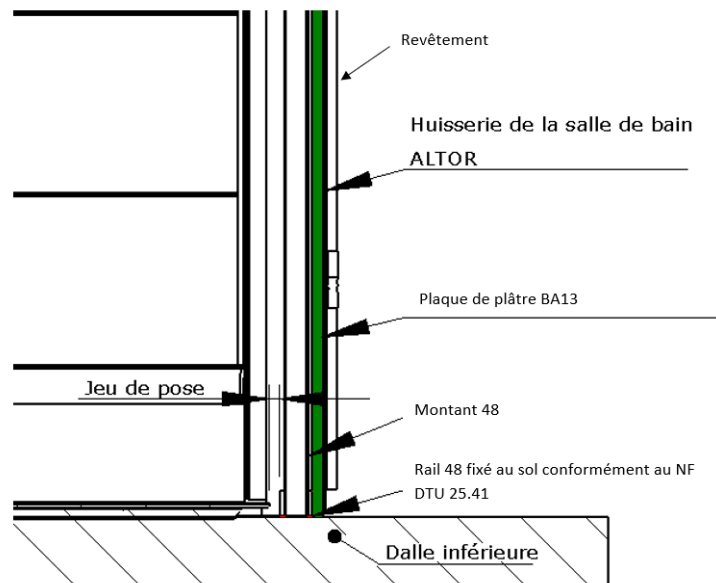 Revêtement
Huisserie de la salle de bain
ALTOR
Plaque de plâtre BA13
Jeu de pose
Montant 48
Rail 48 fixé au sol conformément au NF
DTU 25.41
Dalle inférieure